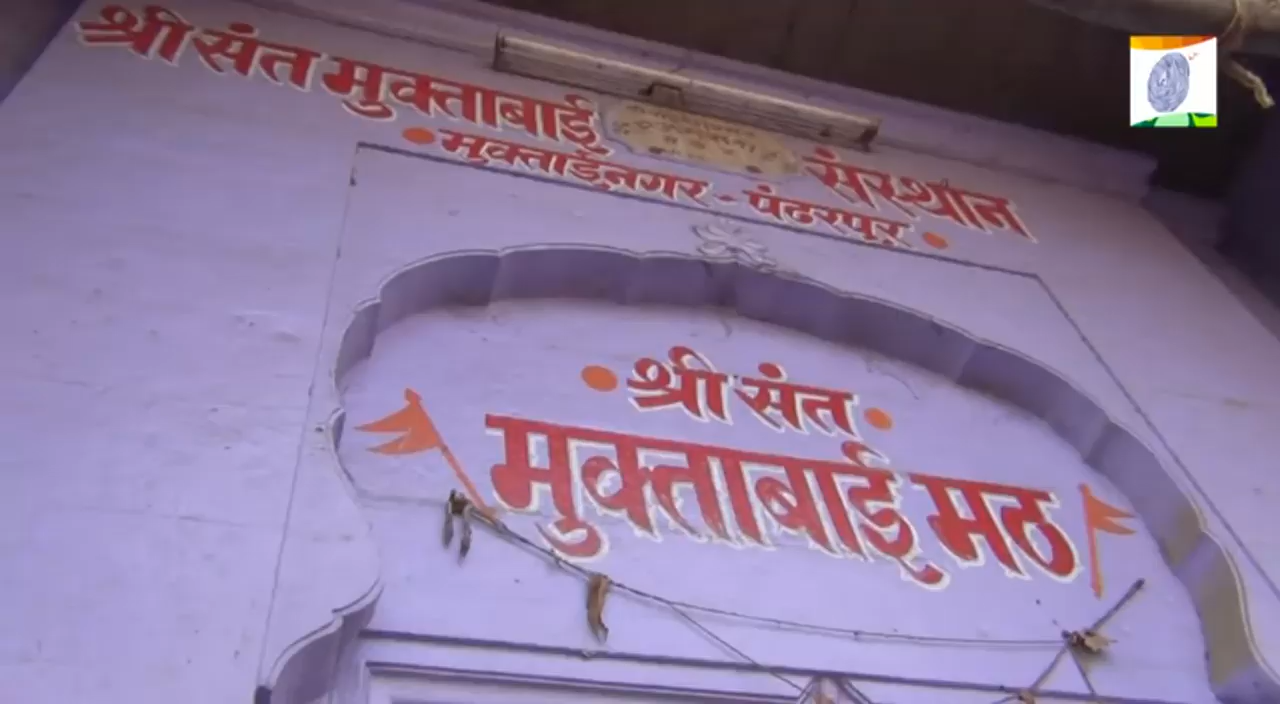 श्री संत मुक्ताबाई संस्थान
मुक्ताईनगर - पंढरपूर
श्री संत
मुक्ताबाई मठ